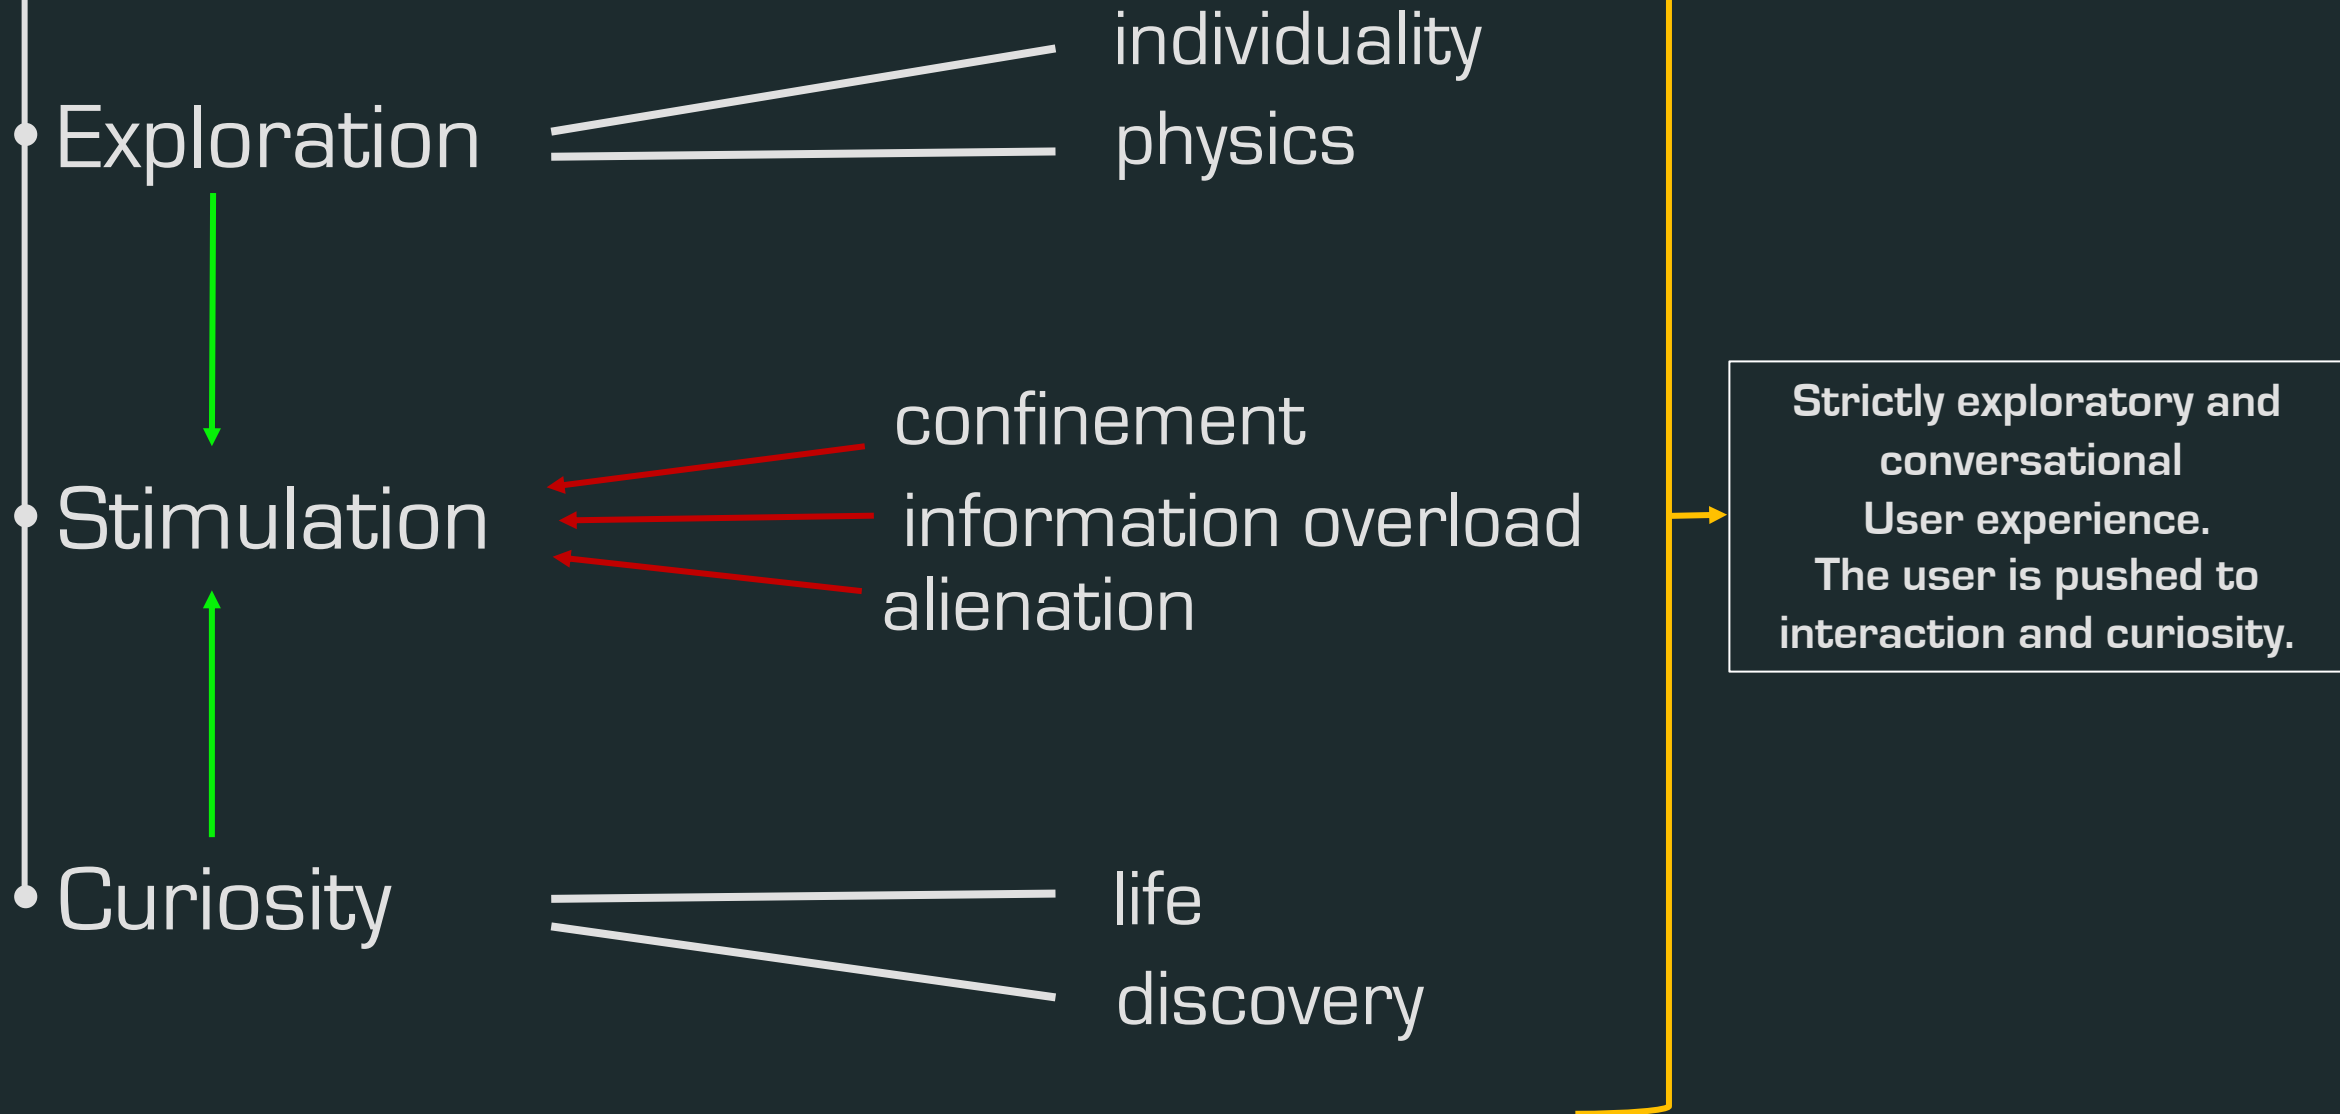 individuality
Exploration
physics
confinement
Stimulation
information overload
alienation
Curiosity
life
discovery
Strictly exploratory and
conversational
User experience.
The user is pushed to
interaction and curiosity.